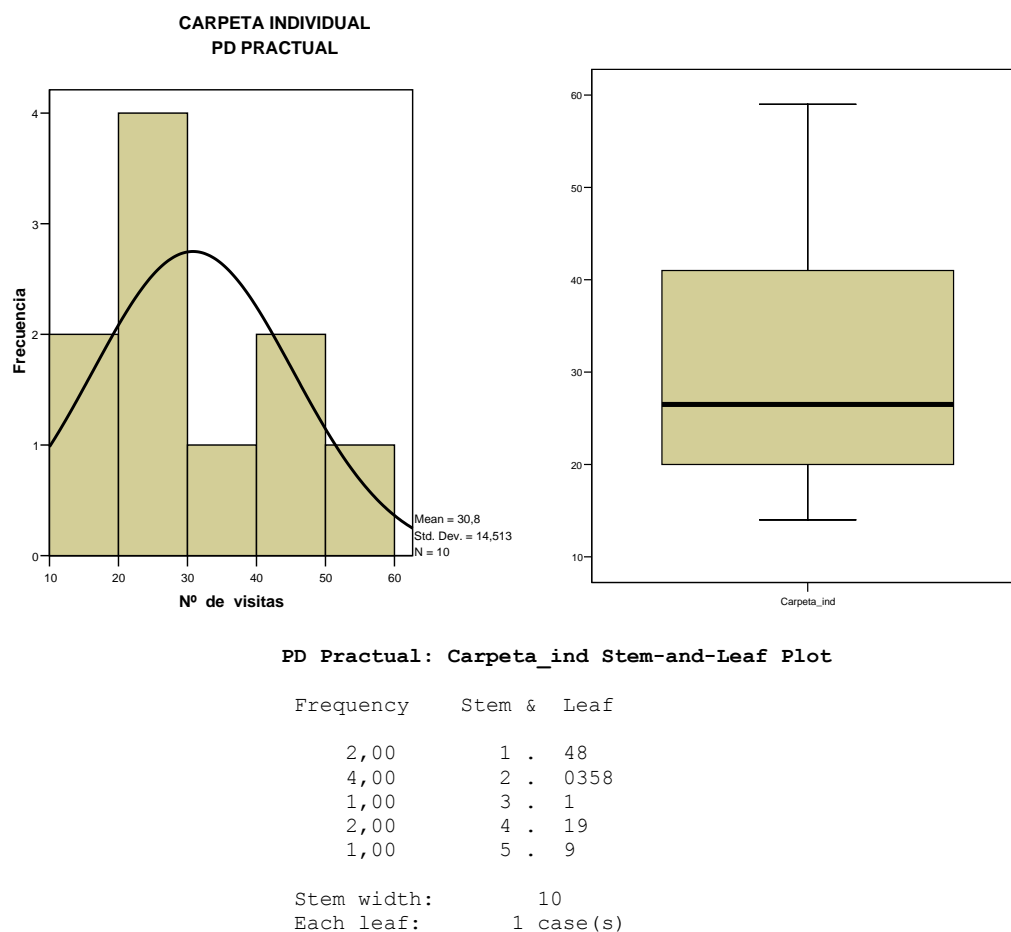 CARPETA INDIVIDUAL
PD PRACTUAL
Frecuencia
4
3
2
1
0
10 20 30 40 50 60
Nº de visitas
Mean = 30,8
Std. Dev. = 14,513
N = 10
60
50
40
30
20
10
Carpeta_ind
PD Practual: Carpeta_ind Stem-and-Leaf Plot
Frequency Stem & Leaf
2,00 1 . 48
4,00 2 . 0358
1,00 3 . 1
2,00 4 . 19
1,00 5 . 9
Stem width: 10
Each leaf: 1 case(s)